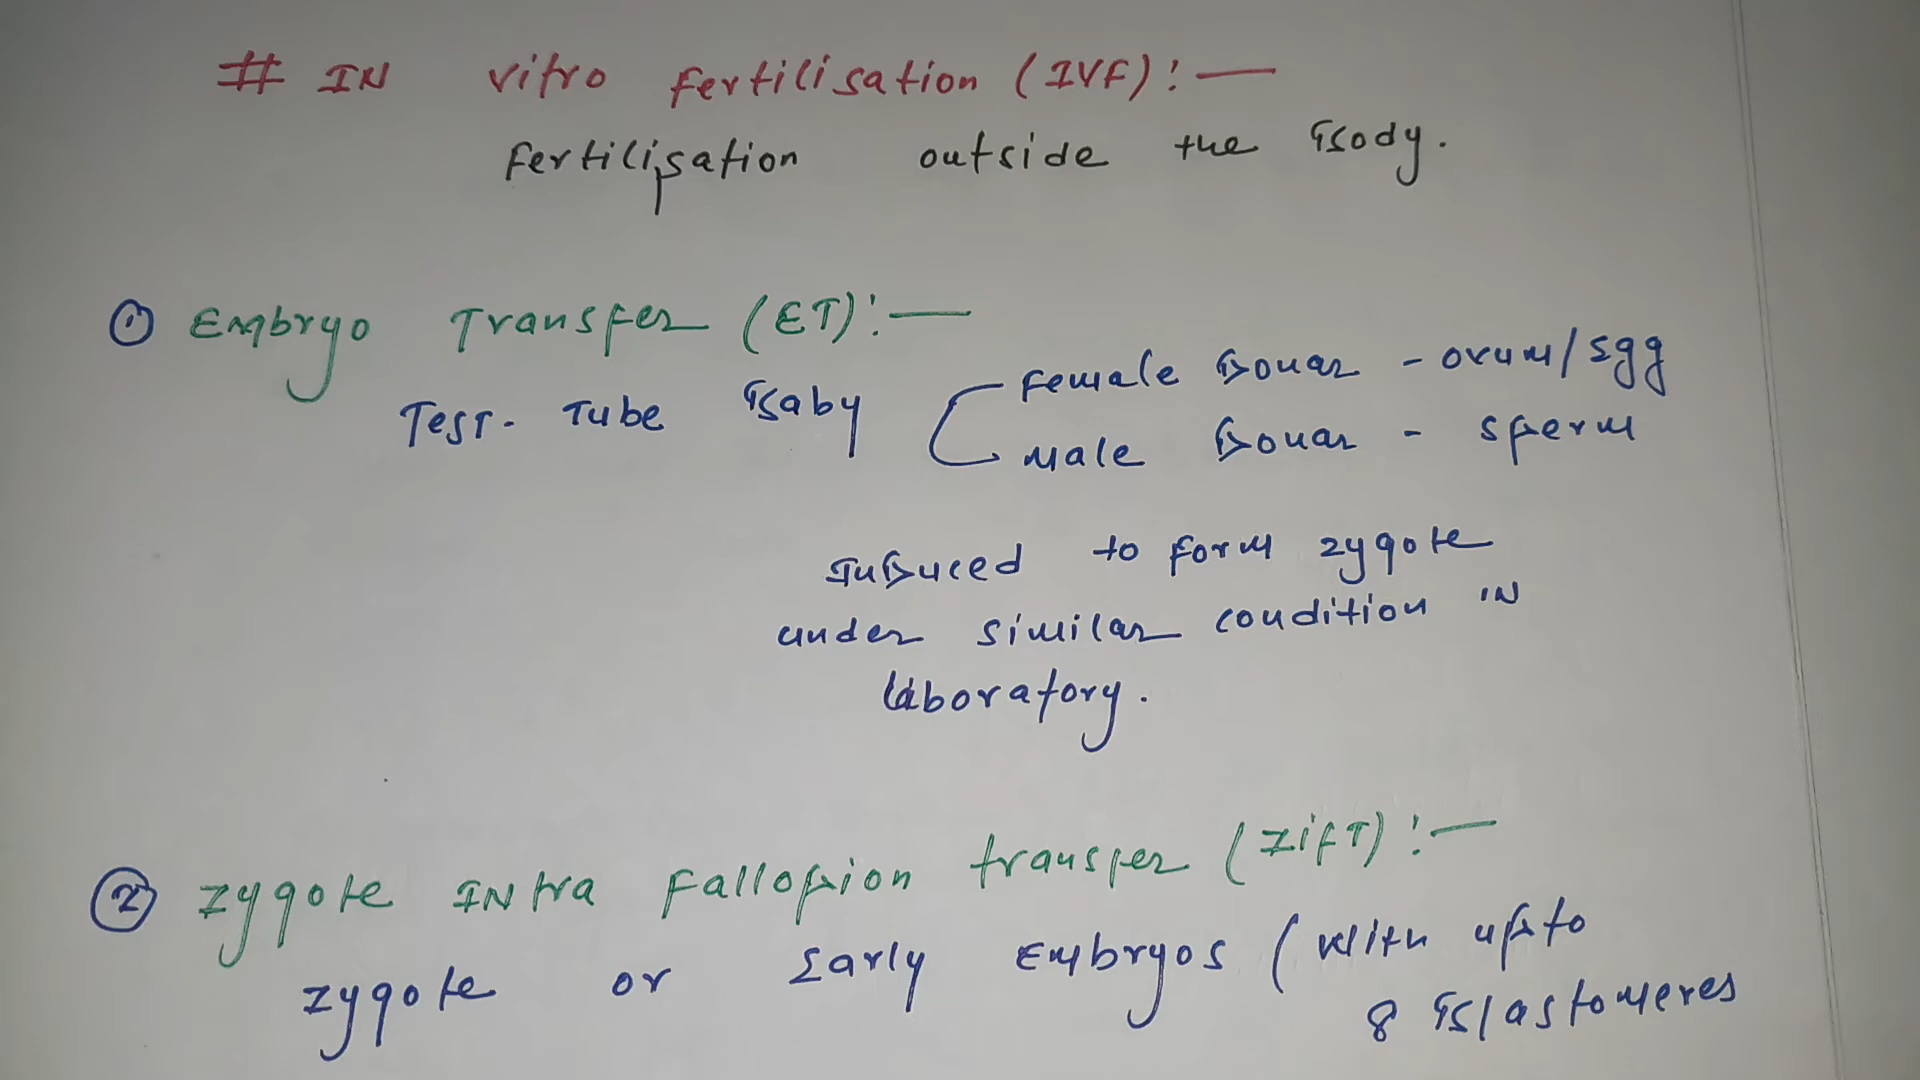 # IN vitro fertilisation (IVF):—
Fertilisation outside the Body.
① Embryo Transfer (ET):—
Test-Tube Baby
Female Donar - ovum/Egg
Male Donar - sperm
Induced to form zygote
under similar condition in
laboratory.
② Zygote Intra fallopion transfer (ZIFT):—
zygote or Early Embryos (with upto
8 Blastomeres